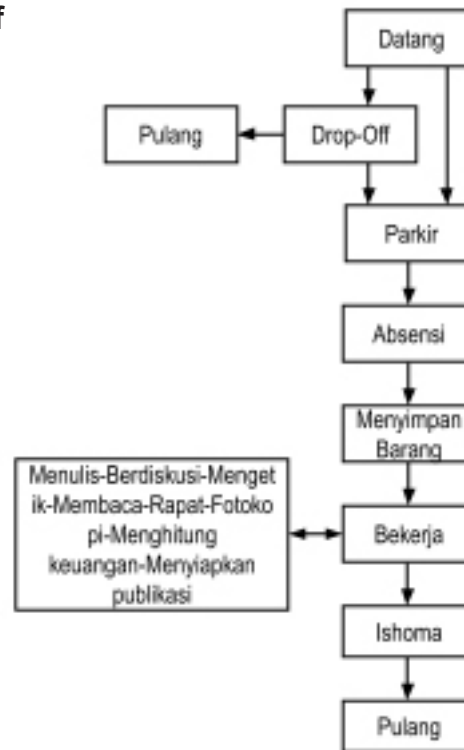 f
Datang
Pulang
Drop-Off
Parkir
Absensi
Menyimpan
Barang
Menulis-Berdiskusi-Menget
ik-Membaca-Rapat-Fotoko
pi-Menghitung
keuangan-Menyiapkan
publikasi
Bekerja
Ishoma
Pulang